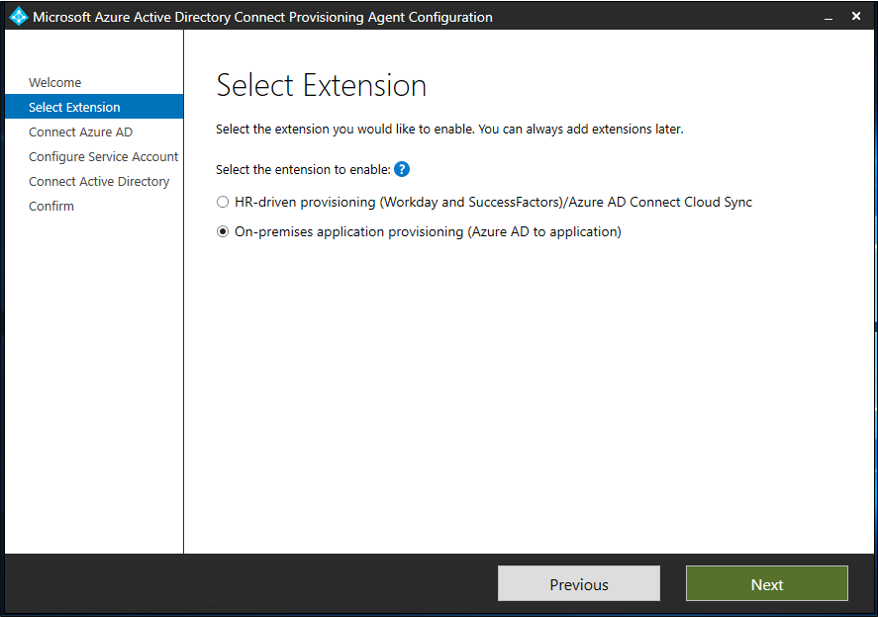 Microsoft Azure Active Directory Connect Provisioning Agent Configuration
Welcome
Select Extension
Connect Azure AD
Configure Service Account
Connect Active Directory
Confirm
Select Extension
Select the extension you would like to enable. You can always add extensions later.
Select the entension to enable: ?
HR-driven provisioning (Workday and SuccessFactors)/Azure AD Connect Cloud Sync
On-premises application provisioning (Azure AD to application)
Previous
Next